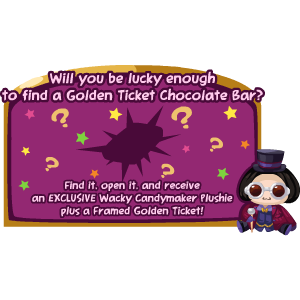 Will you be lucky enough
to find a Golden Ticket Chocolate Bar?
Find it, open it, and receive
an EXCLUSIVE Wacky Candymaker Plushie
plus a Framed Golden Ticket!